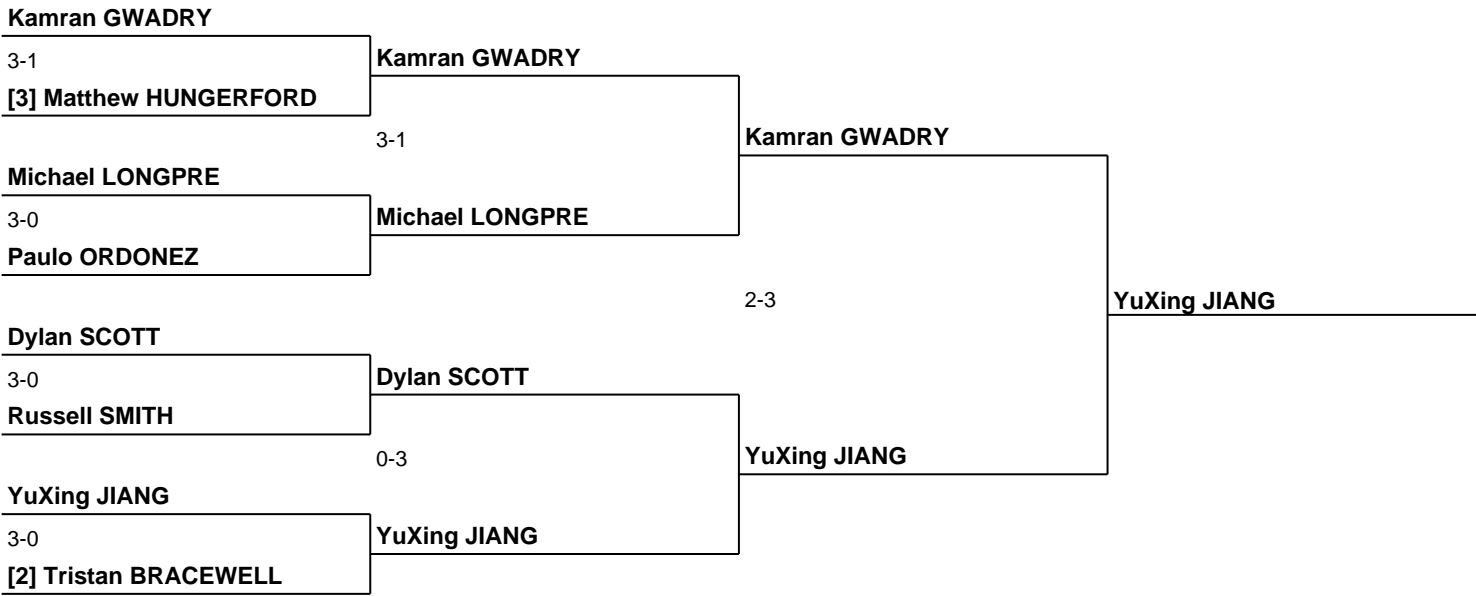 Kamran GWADRY
3-1
Kamran GWADRY
[3] Matthew HUNGERFORD
3-1
Kamran GWADRY
Michael LONGPRE
3-0
Michael LONGPRE
Paulo ORDONEZ
2-3
YuXing JIANG
Dylan SCOTT
3-0
Dylan SCOTT
Russell SMITH
0-3
YuXing JIANG
YuXing JIANG
3-0
YuXing JIANG
[2] Tristan BRACEWELL